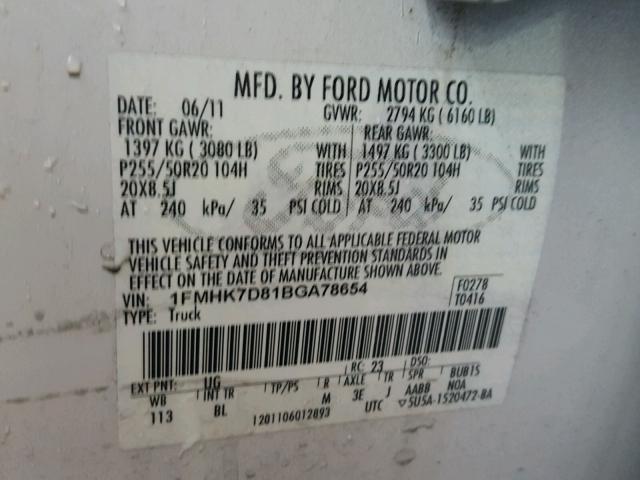 MFD. BY FORD MOTOR CO.
DATE: 06/11 GVWR: 2794 KG ( 6160 LB)
FRONT GAWR: REAR GAWR:
1397 KG ( 3080 LB) WITH 1497 KG ( 3300 LB) WITH
P255/50R20 104H TIRES P255/50R20 104H TIRES
20X8.5J RIMS 20X8.5J RIMS
AT 240 kPa/ 35 PSI COLD AT 240 kPa/ 35 PSI COLD
THIS VEHICLE CONFORMS TO ALL APPLICABLE FEDERAL MOTOR
VEHICLE SAFETY AND THEFT PREVENTION STANDARDS IN
EFFECT ON THE DATE OF MANUFACTURE SHOWN ABOVE.
VIN: 1FMHK7D81BGA78654 F0278
TYPE: Truck T0416
RC: 23 DSO:
EXT PNT: UG
WB INT TR TP/PS R AXLE TR SPR BUB15
113 BL M 3E J AABB NOA
1201106012893 UTC ▽5U5A-1520472-BA